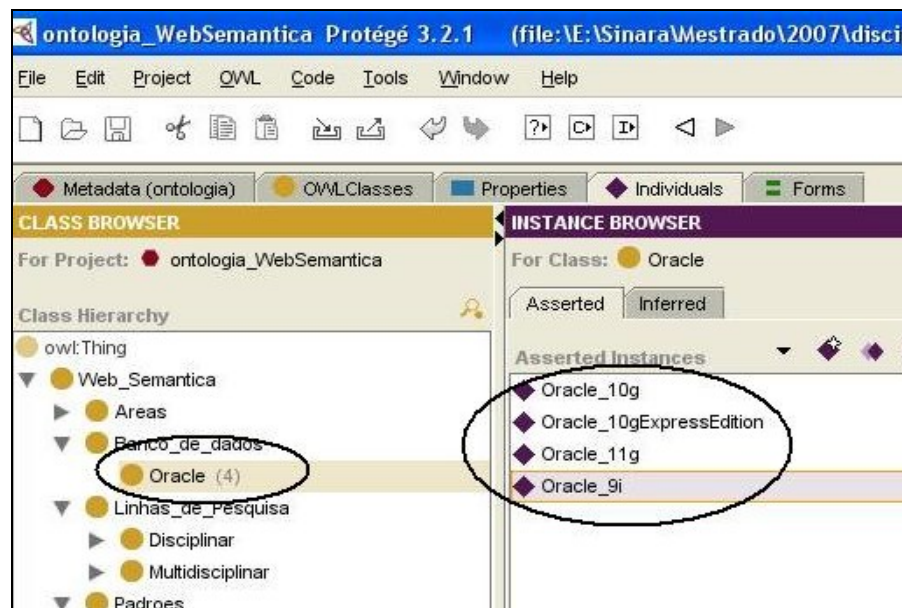 ontologia_WebSemantica Protégé 3.2.1 (file:\E:\Sinara\Mestrado\2007\disci
File Edit Project OWL Code Tools Window Help
Metadata (ontologia) OWLClasses Properties Individuals Forms
CLASS BROWSER
For Project: ontologia_WebSemantica
Class Hierarchy
owl:Thing
Web_Semantica
Areas
Banco_de_dados
Oracle (4)
Linhas_de_Pesquisa
Disciplinar
Multidisciplinar
Padroes
INSTANCE BROWSER
For Class: Oracle
Asserted Inferred
Asserted Instances
Oracle_10g
Oracle_10gExpressEdition
Oracle_11g
Oracle_9i